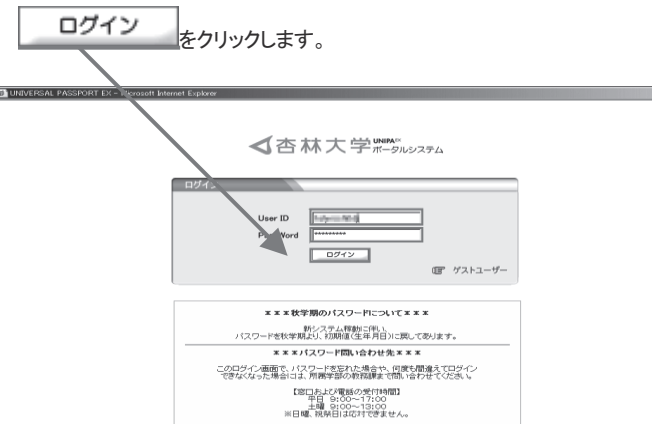 ログイン をクリックします。
UNIVERSAL PASSPORT EX - Microsoft Internet Explorer
杏林大学 UNIPA EX ポータルシステム
ログイン
User ID
PassWord *********
ログイン
ゲストユーザー
＊＊＊秋学期のパスワードについて＊＊＊
新システム稼動に伴い、
パスワードを秋学期より、初期値(生年月日)に戻してあります。
＊＊＊パスワード問い合わせ先＊＊＊
このログイン画面で、パスワードを忘れた場合や、何度も間違えてログイン
できなくなった場合には、所属学部の教務課まで問い合わせてください。
【窓口および電話の受付時間】
平日 9:00～17:00
土曜 9:00～13:00
※日曜、祝祭日は応対できません。